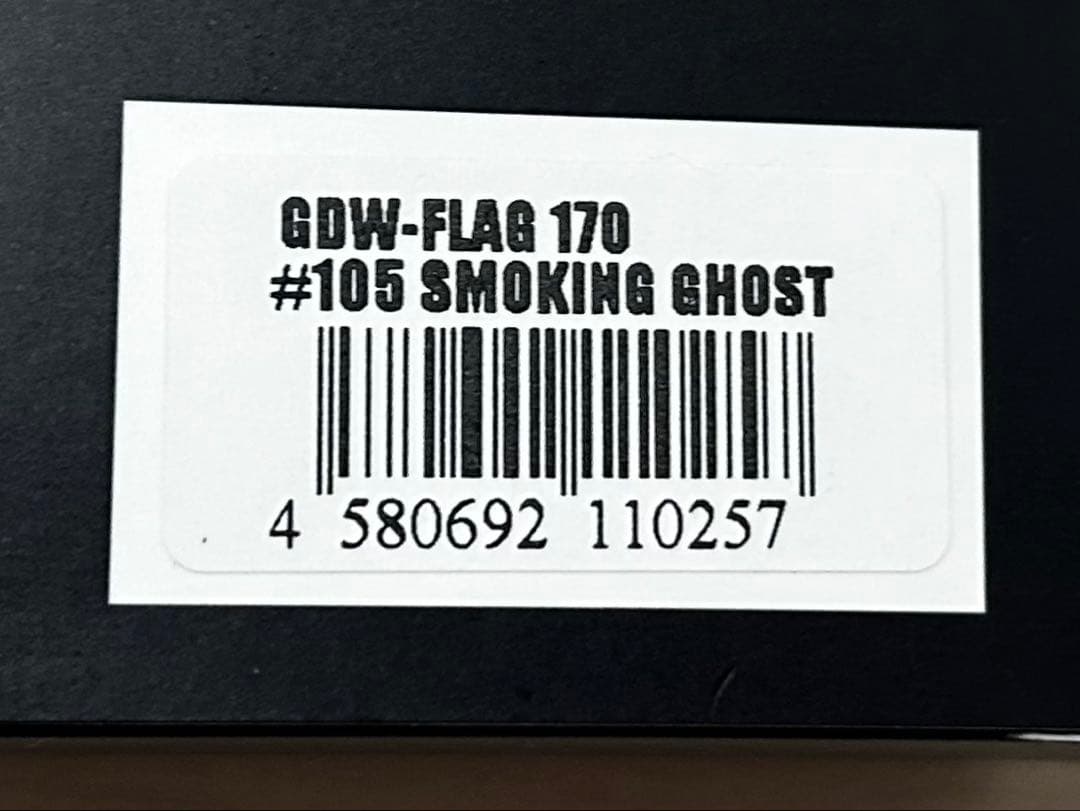 GDW-FLAG 170
#105 SMOKING GHOST
4 580692 110257